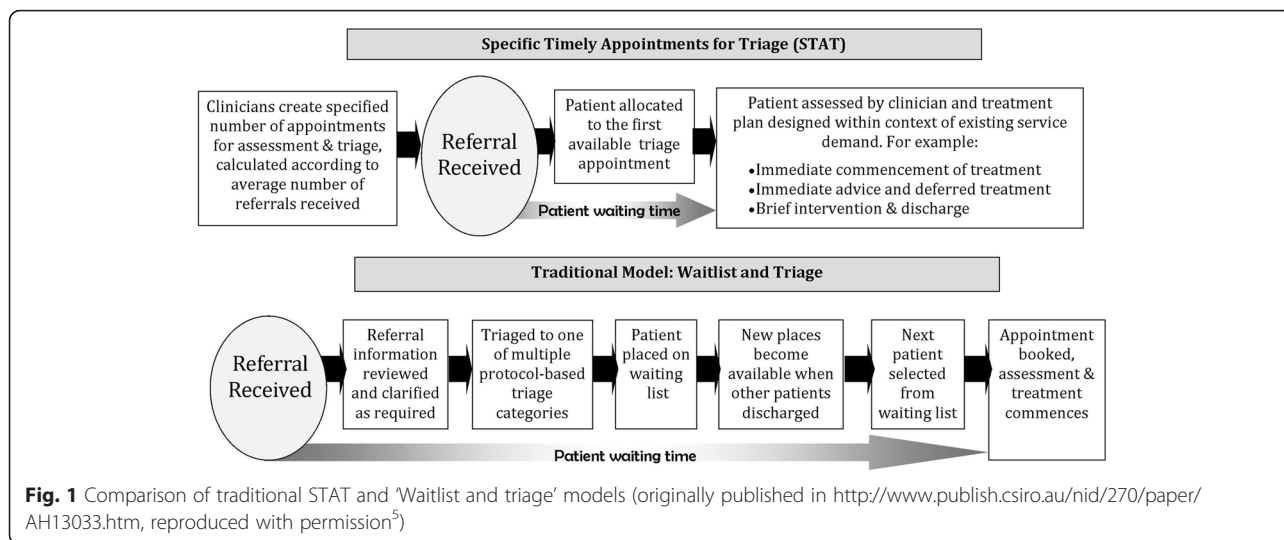 Specific Timely Appointments for Triage (STAT)
Clinicians create specified
number of appointments
for assessment & triage,
calculated according to
average number of
referrals received
Referral
Received
Patient allocated
to the first
available triage
appointment
Patient waiting time
Patient assessed by clinician and treatment
plan designed within context of existing service
demand. For example:
•Immediate commencement of treatment
•Immediate advice and deferred treatment
•Brief intervention & discharge
Traditional Model: Waitlist and Triage
Referral
Received
Referral
information
reviewed
and clarified
as required
Triaged to one
of multiple
protocol-based
triage
categories
Patient
placed on
waiting
list
New places
become
available when
other patients
discharged
Next
patient
selected
from
waiting list
Appointment
booked,
assessment &
treatment
commences
Patient waiting time
Fig. 1 Comparison of traditional STAT and ‘Waitlist and triage’ models (originally published in http://www.publish.csiro.au/nid/270/paper/
AH13033.htm, reproduced with permission⁵)